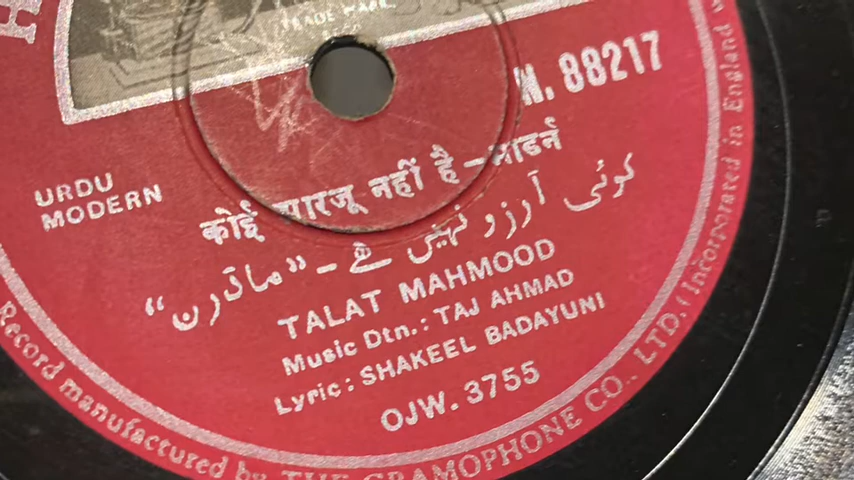 TRADE MARK.
N. 88217
URDU
MODERN
कोई आरजू नहीं है - माडर्न
کوئی آرزو نہیں ہے - "ماڈرن"
TALAT MAHMOOD
Music Dtn.: TAJ AHMAD
Lyric: SHAKEEL BADAYUNI
OJW. 3755
Record manufactured by THE GRAMOPHONE CO., LTD. (Incorporated in England